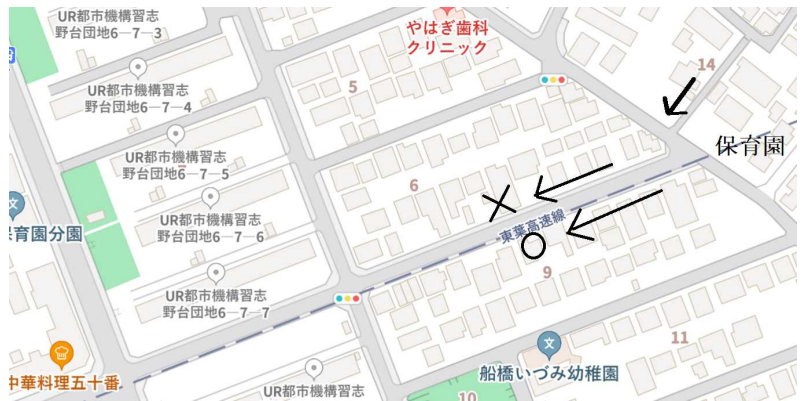 UR都市機構習志
野台団地6-7-3
やはぎ歯科
クリニック
14
5
UR都市機構習志
野台団地6-7-4
UR都市機構習志
野台団地6-7-5
保育園
6
UR都市機構習志
野台団地6-7-6
保育園分園
東葉高速線
9
UR都市機構習志
野台団地6-7-7
11
船橋いづみ幼稚園
中華料理五十番
UR都市機構習志
10